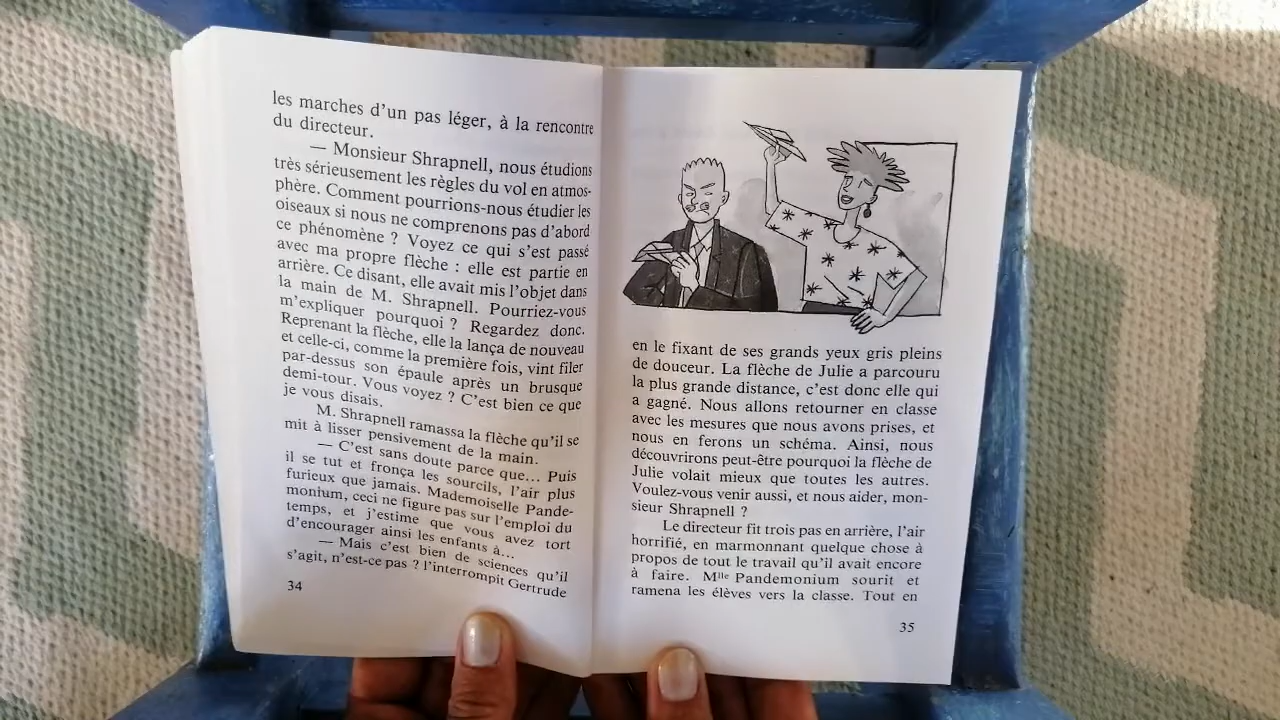 les marches d'un pas léger, à la rencontre
du directeur.
— Monsieur Shrapnell, nous étudions
très sérieusement les règles du vol en atmos-
phère. Comment pourrions-nous étudier les
oiseaux si nous ne comprenons pas d'abord
ce phénomène ? Voyez ce qui s'est passé
avec ma propre flèche : elle est partie en
arrière. Ce disant, elle avait mis l'objet dans
la main de M. Shrapnell. Pourriez-vous
m'expliquer pourquoi ? Regardez donc.
Reprenant la flèche, elle la lança de nouveau
et celle-ci, comme la première fois, vint filer
par-dessus son épaule après un brusque
demi-tour. Vous voyez ? C'est bien ce que
je vous disais.
M. Shrapnell ramassa la flèche qu'il se
mit à lisser pensivement de la main.
— C'est sans doute parce que... Puis
il se tut et fronça les sourcils, l'air plus
furieux que jamais. Mademoiselle Pande-
monium, ceci ne figure pas sur l'emploi du
temps, et j'estime que vous avez tort
d'encourager ainsi les enfants à...
— Mais c'est bien de sciences qu'il
s'agit, n'est-ce pas ? l'interrompit Gertrude
34
en le fixant de ses grands yeux gris pleins
de douceur. La flèche de Julie a parcouru
la plus grande distance, c'est donc elle qui
a gagné. Nous allons retourner en classe
avec les mesures que nous avons prises, et
nous en ferons un schéma. Ainsi, nous
découvrirons peut-être pourquoi la flèche de
Julie volait mieux que toutes les autres.
Voulez-vous venir aussi, et nous aider, mon-
sieur Shrapnell ?
Le directeur fit trois pas en arrière, l'air
horrifié, en marmonnant quelque chose à
propos de tout le travail qu'il avait encore
à faire. Mlle Pandemonium sourit et
ramena les élèves vers la classe. Tout en
35